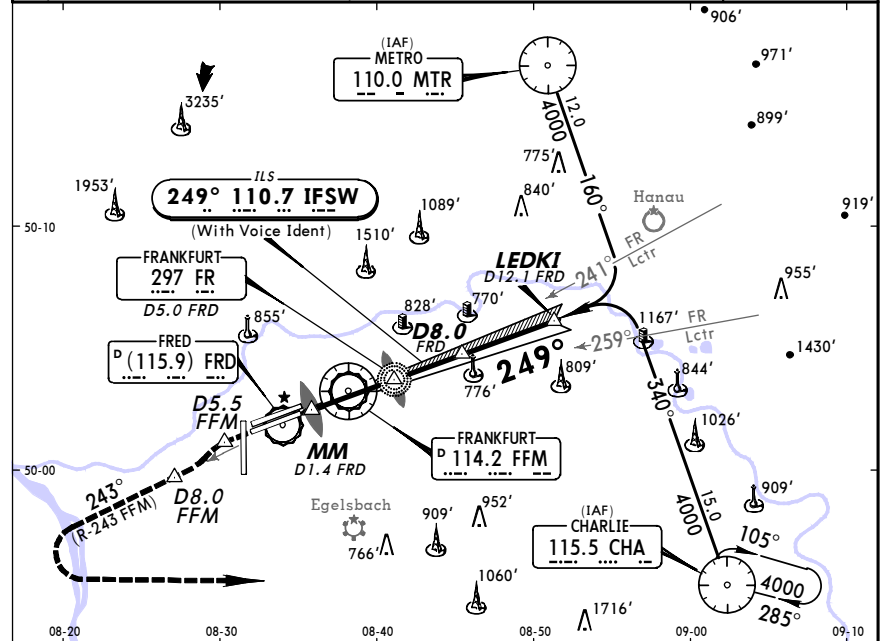 906'
(IAF)
METRO
110.0 MTR
971'
3235'
12.0
4000
899'
775'
ILS
249° 110.7 IFSW
(With Voice Ident)
1953'
1089'
840'
160°
Hanau
919'
50-10
1510'
FRANKFURT
297 FR
D5.0 FRD
LEDKI
D12.1 FRD
241°
FR
Lctr
955'
828'
770'
855'
D8.0
FRD
1167'
FR
Lctr
259°
FRED
D (115.9) FRD
249°
1430'
776'
809'
844'
D5.5
FFM
MM
D1.4 FRD
340°
1026'
FRANKFURT
D 114.2 FFM
50-00
243°
(R-243 FFM)
D8.0
FFM
Egelsbach
952'
909'
909'
15.0
4000
766'
(IAF)
CHARLIE
115.5 CHA
105°
4000
285°
1060'
1716'
08-20
08-30
08-40
08-50
09-00
09-10